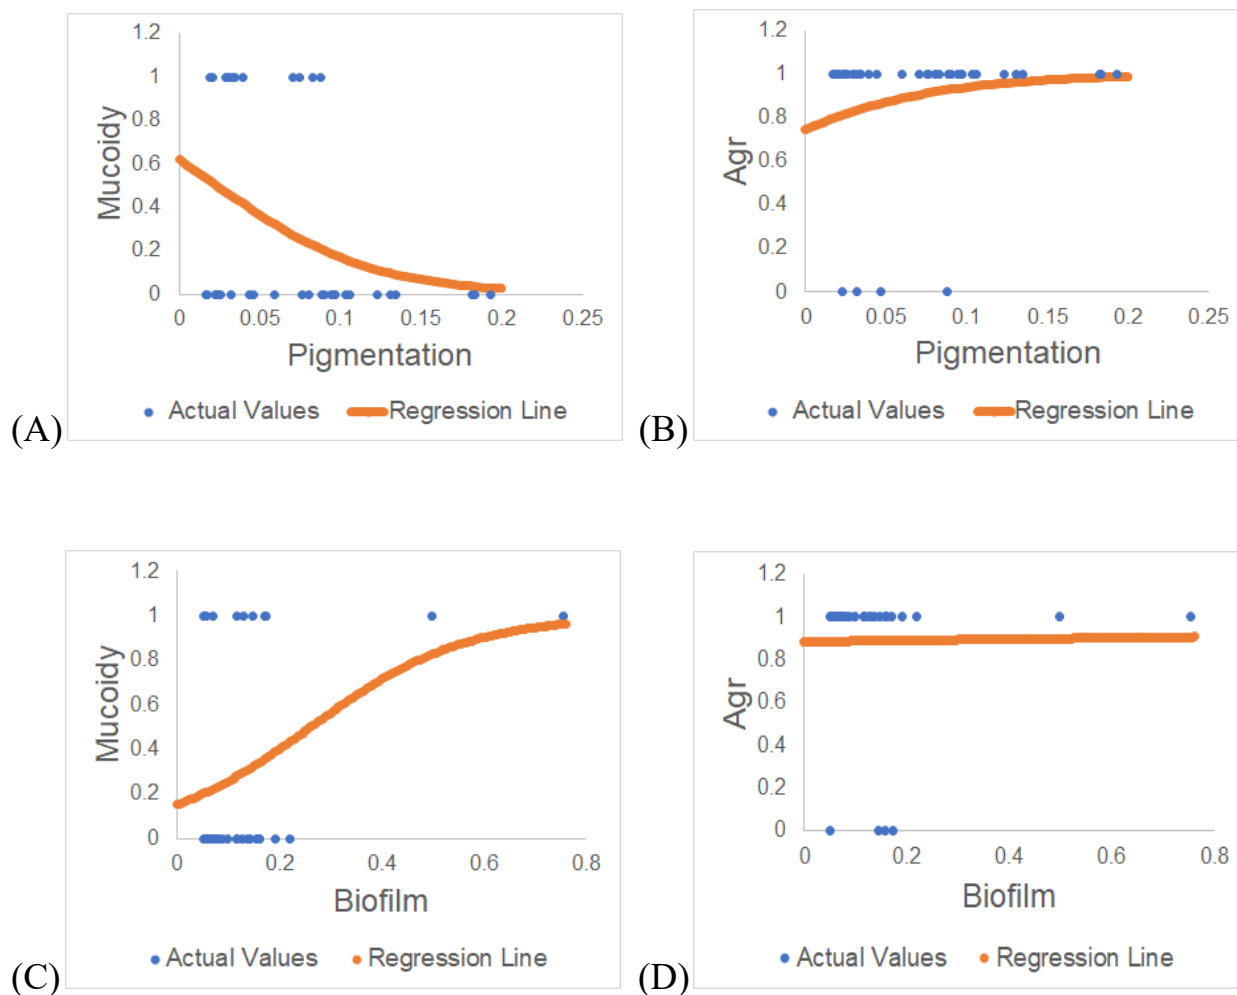 1.2
1
0.8
0.6
0.4
0.2
0
Mucoidy
0 0.05 0.1 0.15 0.2 0.25
Pigmentation
Actual Values Regression Line
(A)
1.2
1
0.8
0.6
0.4
0.2
0
Agr
0 0.05 0.1 0.15 0.2 0.25
Pigmentation
Actual Values Regression Line
(B)
1.2
1
0.8
0.6
0.4
0.2
0
Mucoidy
0 0.2 0.4 0.6 0.8
Biofilm
Actual Values Regression Line
(C)
1.2
1
0.8
0.6
0.4
0.2
0
Agr
0 0.2 0.4 0.6 0.8
Biofilm
Actual Values Regression Line
(D)